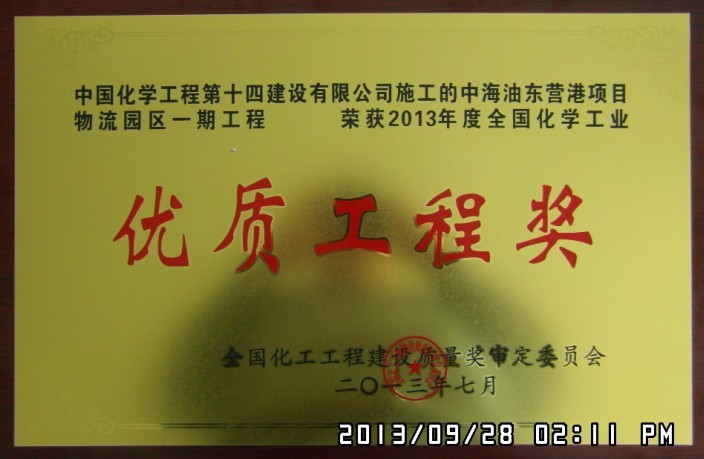 中国化学工程第十四建设有限公司施工的中海油东营港项目
物流园区一期工程 荣获2013年度全国化学工业
优质工程奖
全国化工工程建设质量奖审定委员会
二〇一三年七月
2013/09/28 02:11 PM